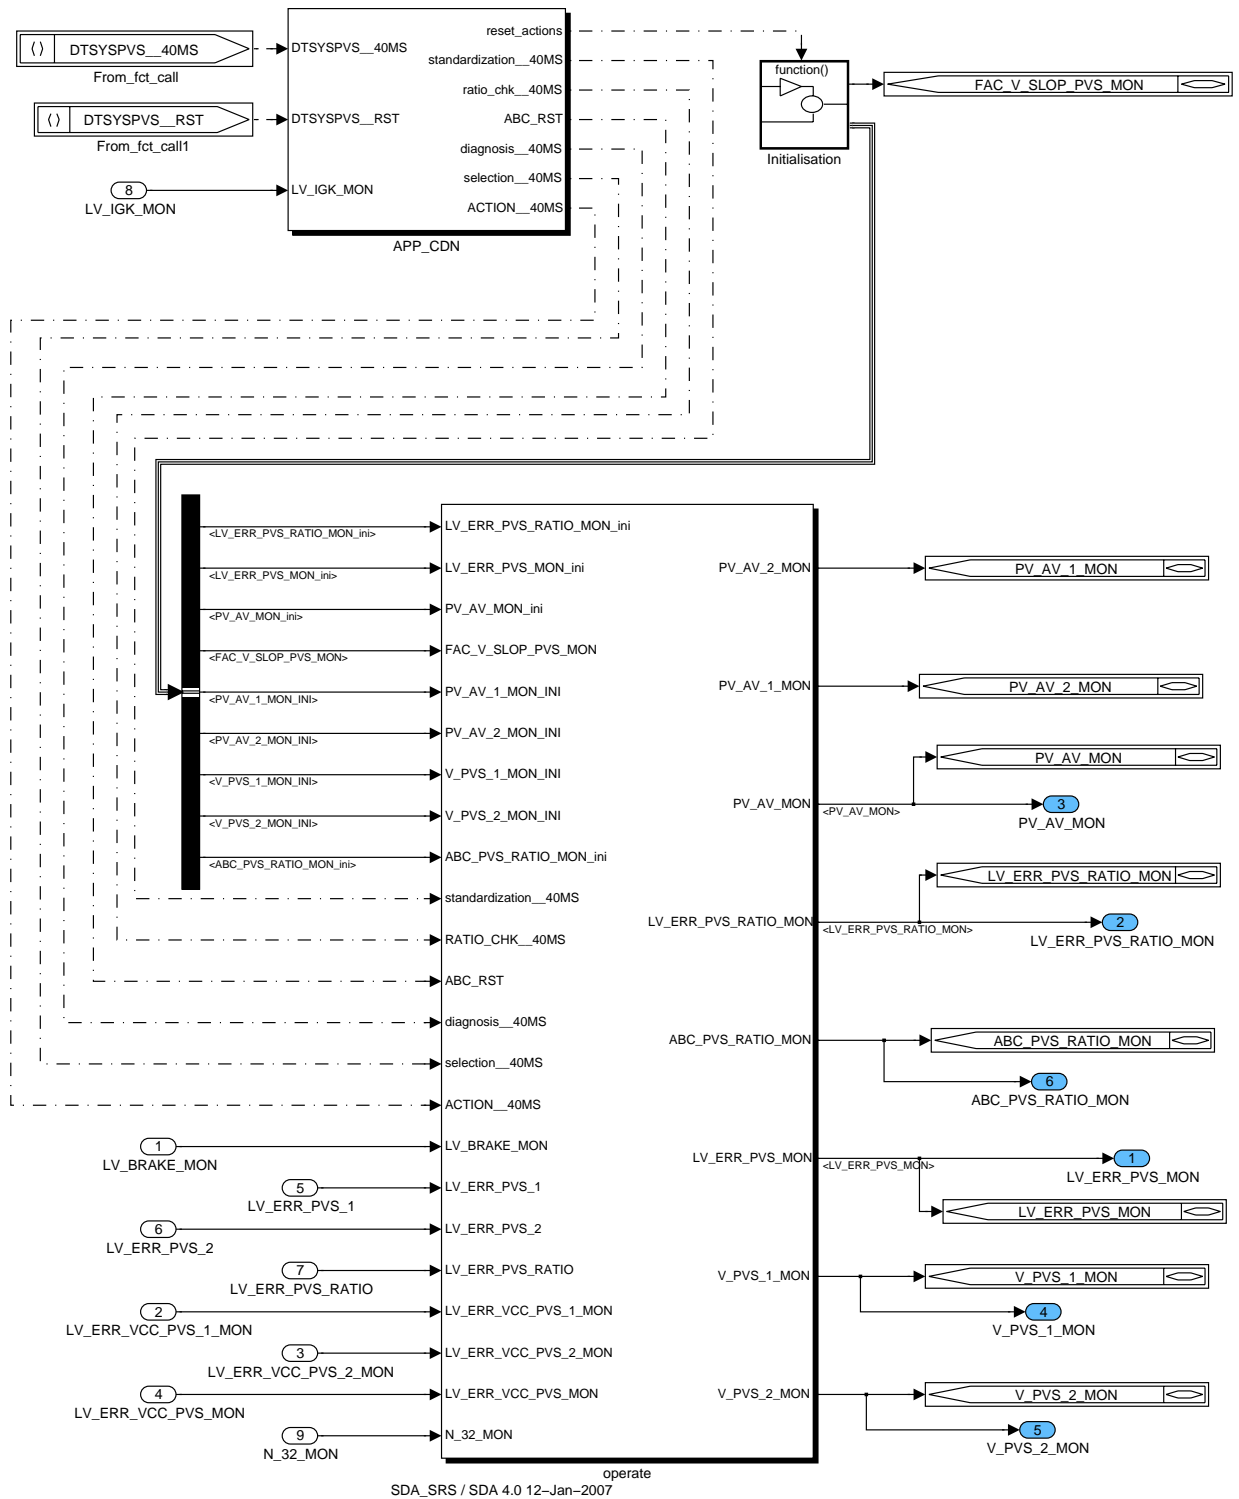 DTSYSPVS__40MS
From_fct_call
DTSYSPVS__RST
From_fct_call1
8
LV_IGK_MON
DTSYSPVS__40MS
DTSYSPVS__RST
LV_IGK_MON
reset_actions
standardization__40MS
ratio_chk__40MS
ABC_RST
diagnosis__40MS
selection__40MS
ACTION__40MS
APP_CDN
function()
Initialisation
FAC_V_SLOP_PVS_MON
<LV_ERR_PVS_RATIO_MON_ini>
<LV_ERR_PVS_MON_ini>
<PV_AV_MON_ini>
<FAC_V_SLOP_PVS_MON>
<PV_AV_1_MON_INI>
<PV_AV_2_MON_INI>
<V_PVS_1_MON_INI>
<V_PVS_2_MON_INI>
<ABC_PVS_RATIO_MON_ini>
LV_ERR_PVS_RATIO_MON_ini
LV_ERR_PVS_MON_ini
PV_AV_MON_ini
FAC_V_SLOP_PVS_MON
PV_AV_1_MON_INI
PV_AV_2_MON_INI
V_PVS_1_MON_INI
V_PVS_2_MON_INI
ABC_PVS_RATIO_MON_ini
standardization__40MS
RATIO_CHK__40MS
ABC_RST
diagnosis__40MS
selection__40MS
ACTION__40MS
LV_BRAKE_MON
LV_ERR_PVS_1
LV_ERR_PVS_2
LV_ERR_PVS_RATIO
LV_ERR_VCC_PVS_1_MON
LV_ERR_VCC_PVS_2_MON
LV_ERR_VCC_PVS_MON
N_32_MON
1
LV_BRAKE_MON
5
LV_ERR_PVS_1
6
LV_ERR_PVS_2
7
LV_ERR_PVS_RATIO
2
LV_ERR_VCC_PVS_1_MON
3
LV_ERR_VCC_PVS_2_MON
4
LV_ERR_VCC_PVS_MON
9
N_32_MON
PV_AV_2_MON
PV_AV_1_MON
PV_AV_MON
LV_ERR_PVS_RATIO_MON
ABC_PVS_RATIO_MON
LV_ERR_PVS_MON
V_PVS_1_MON
V_PVS_2_MON
PV_AV_1_MON
PV_AV_2_MON
PV_AV_MON
<PV_AV_MON>
3
PV_AV_MON
LV_ERR_PVS_RATIO_MON
<LV_ERR_PVS_RATIO_MON>
2
LV_ERR_PVS_RATIO_MON
ABC_PVS_RATIO_MON
6
ABC_PVS_RATIO_MON
<LV_ERR_PVS_MON>
1
LV_ERR_PVS_MON
LV_ERR_PVS_MON
V_PVS_1_MON
4
V_PVS_1_MON
V_PVS_2_MON
5
V_PVS_2_MON
operate
SDA_SRS / SDA 4.0 12–Jan–2007